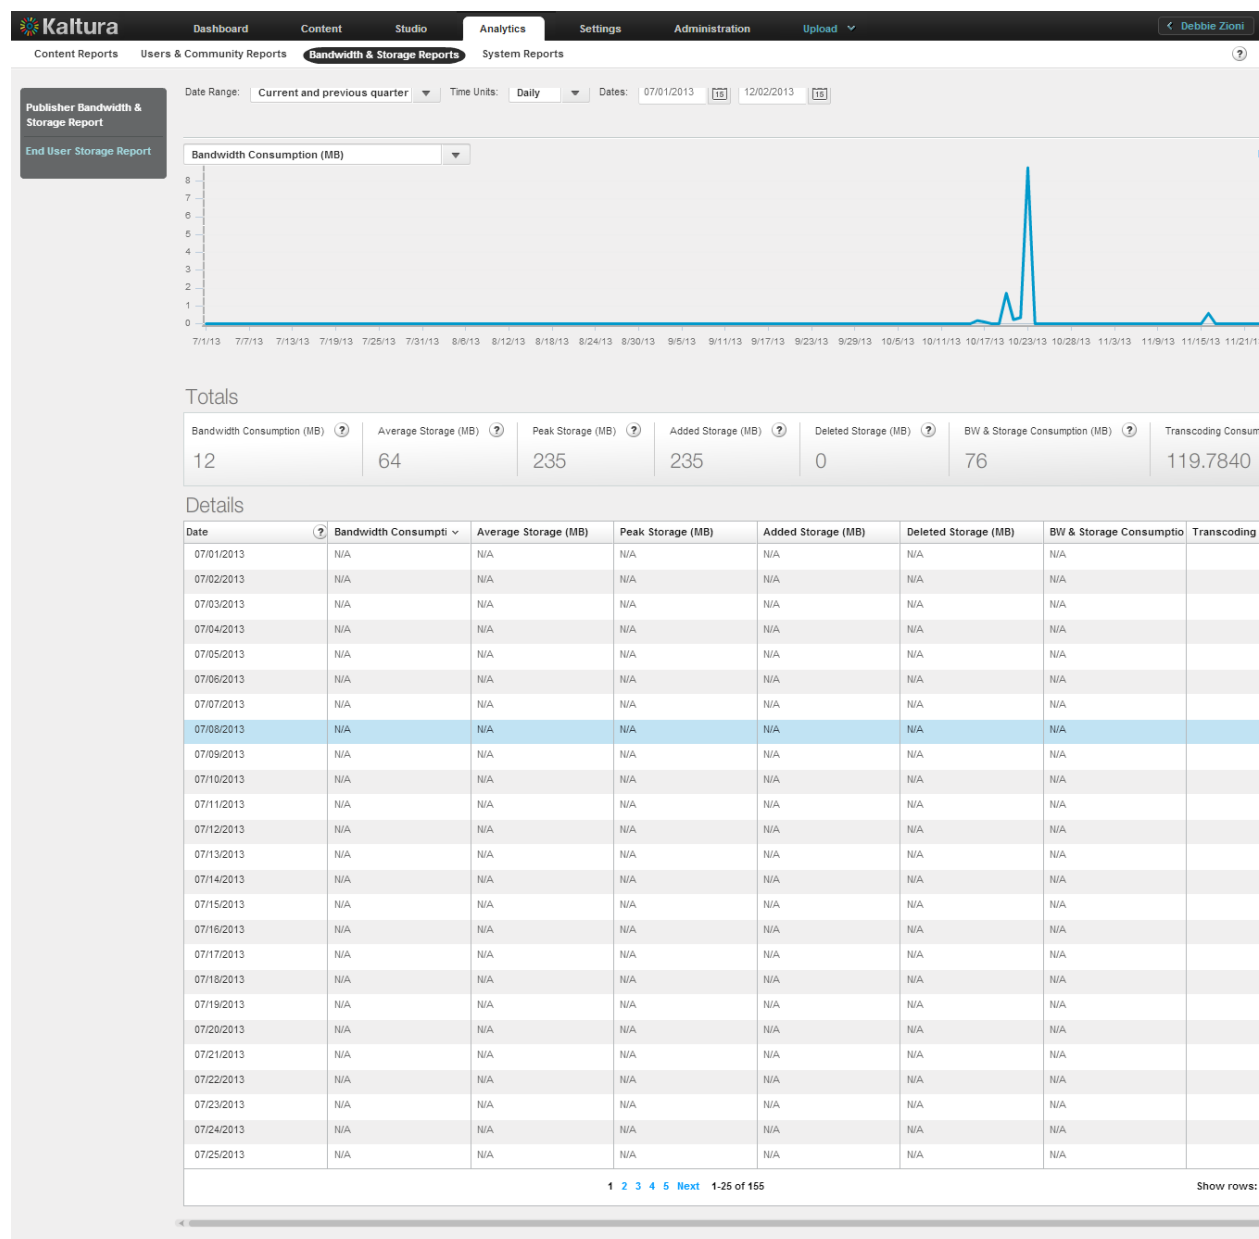 Kaltura Dashboard Content Studio Analytics Settings Administration Upload Debbie Zioni
Content Reports Users & Community Reports Bandwidth & Storage Reports System Reports ?
Publisher Bandwidth &
Storage Report
End User Storage Report
Date Range: Current and previous quarter Time Units: Daily Dates: 07/01/2013 15 12/02/2013 15
Bandwidth Consumption (MB)
8
7
6
5
4
3
2
1
0
7/1/13 7/7/13 7/13/13 7/19/13 7/25/13 7/31/13 8/6/13 8/12/13 8/18/13 8/24/13 8/30/13 9/5/13 9/11/13 9/17/13 9/23/13 9/29/13 10/5/13 10/11/13 10/17/13 10/23/13 10/28/13 11/3/13 11/9/13 11/15/13 11/21/1
Totals
Bandwidth Consumption (MB) ? Average Storage (MB) ? Peak Storage (MB) ? Added Storage (MB) ? Deleted Storage (MB) ? BW & Storage Consumption (MB) ? Transcoding Consum
12 64 235 235 0 76 119.7840
Details
Date ? Bandwidth Consumpti Average Storage (MB) Peak Storage (MB) Added Storage (MB) Deleted Storage (MB) BW & Storage Consumptio Transcoding
07/01/2013 N/A N/A N/A N/A N/A N/A
07/02/2013 N/A N/A N/A N/A N/A N/A
07/03/2013 N/A N/A N/A N/A N/A N/A
07/04/2013 N/A N/A N/A N/A N/A N/A
07/05/2013 N/A N/A N/A N/A N/A N/A
07/06/2013 N/A N/A N/A N/A N/A N/A
07/07/2013 N/A N/A N/A N/A N/A N/A
07/08/2013 N/A N/A N/A N/A N/A N/A
07/09/2013 N/A N/A N/A N/A N/A N/A
07/10/2013 N/A N/A N/A N/A N/A N/A
07/11/2013 N/A N/A N/A N/A N/A N/A
07/12/2013 N/A N/A N/A N/A N/A N/A
07/13/2013 N/A N/A N/A N/A N/A N/A
07/14/2013 N/A N/A N/A N/A N/A N/A
07/15/2013 N/A N/A N/A N/A N/A N/A
07/16/2013 N/A N/A N/A N/A N/A N/A
07/17/2013 N/A N/A N/A N/A N/A N/A
07/18/2013 N/A N/A N/A N/A N/A N/A
07/19/2013 N/A N/A N/A N/A N/A N/A
07/20/2013 N/A N/A N/A N/A N/A N/A
07/21/2013 N/A N/A N/A N/A N/A N/A
07/22/2013 N/A N/A N/A N/A N/A N/A
07/23/2013 N/A N/A N/A N/A N/A N/A
07/24/2013 N/A N/A N/A N/A N/A N/A
07/25/2013 N/A N/A N/A N/A N/A N/A
1 2 3 4 5 Next 1-25 of 155 Show rows: